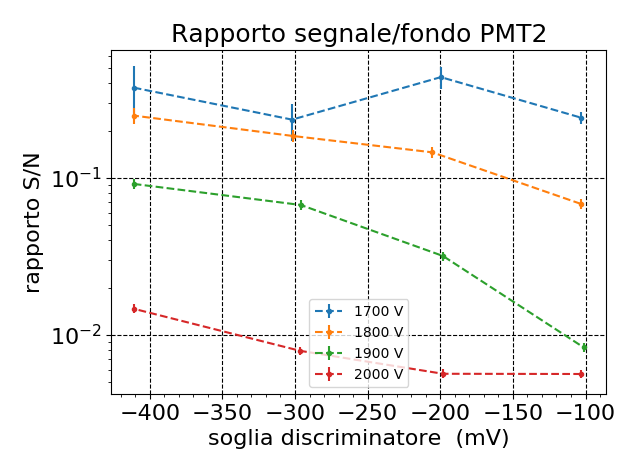 Rapporto segnale/fondo PMT2
rapporto S/N
10⁻¹
10⁻²
1700 V
1800 V
1900 V
2000 V
−400 −350 −300 −250 −200 −150 −100
soglia discriminatore (mV)